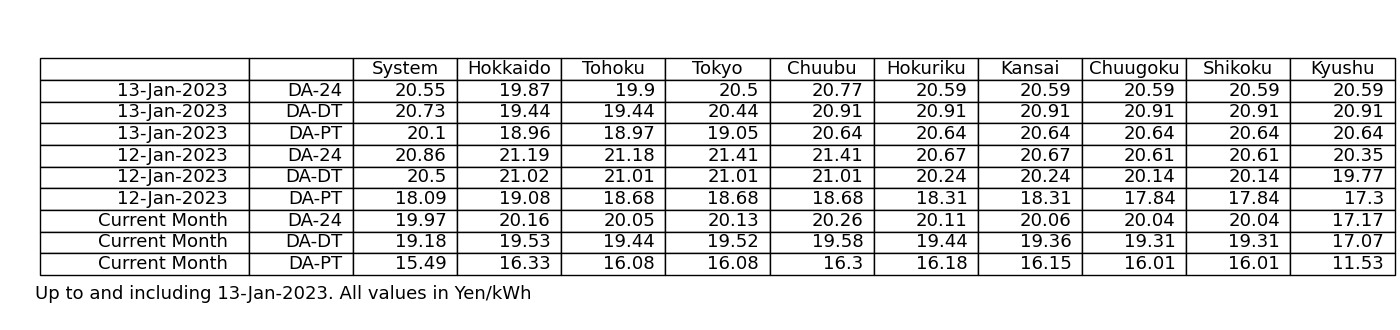 System Hokkaido Tohoku Tokyo Chuubu Hokuriku Kansai Chuugoku Shikoku Kyushu
13-Jan-2023 DA-24 20.55 19.87 19.9 20.5 20.77 20.59 20.59 20.59 20.59 20.59
13-Jan-2023 DA-DT 20.73 19.44 19.44 20.44 20.91 20.91 20.91 20.91 20.91 20.91
13-Jan-2023 DA-PT 20.1 18.96 18.97 19.05 20.64 20.64 20.64 20.64 20.64 20.64
12-Jan-2023 DA-24 20.86 21.19 21.18 21.41 21.41 20.67 20.67 20.61 20.61 20.35
12-Jan-2023 DA-DT 20.5 21.02 21.01 21.01 21.01 20.24 20.24 20.14 20.14 19.77
12-Jan-2023 DA-PT 18.09 19.08 18.68 18.68 18.68 18.31 18.31 17.84 17.84 17.3
Current Month DA-24 19.97 20.16 20.05 20.13 20.26 20.11 20.06 20.04 20.04 17.17
Current Month DA-DT 19.18 19.53 19.44 19.52 19.58 19.44 19.36 19.31 19.31 17.07
Current Month DA-PT 15.49 16.33 16.08 16.08 16.3 16.18 16.15 16.01 16.01 11.53
Up to and including 13-Jan-2023. All values in Yen/kWh